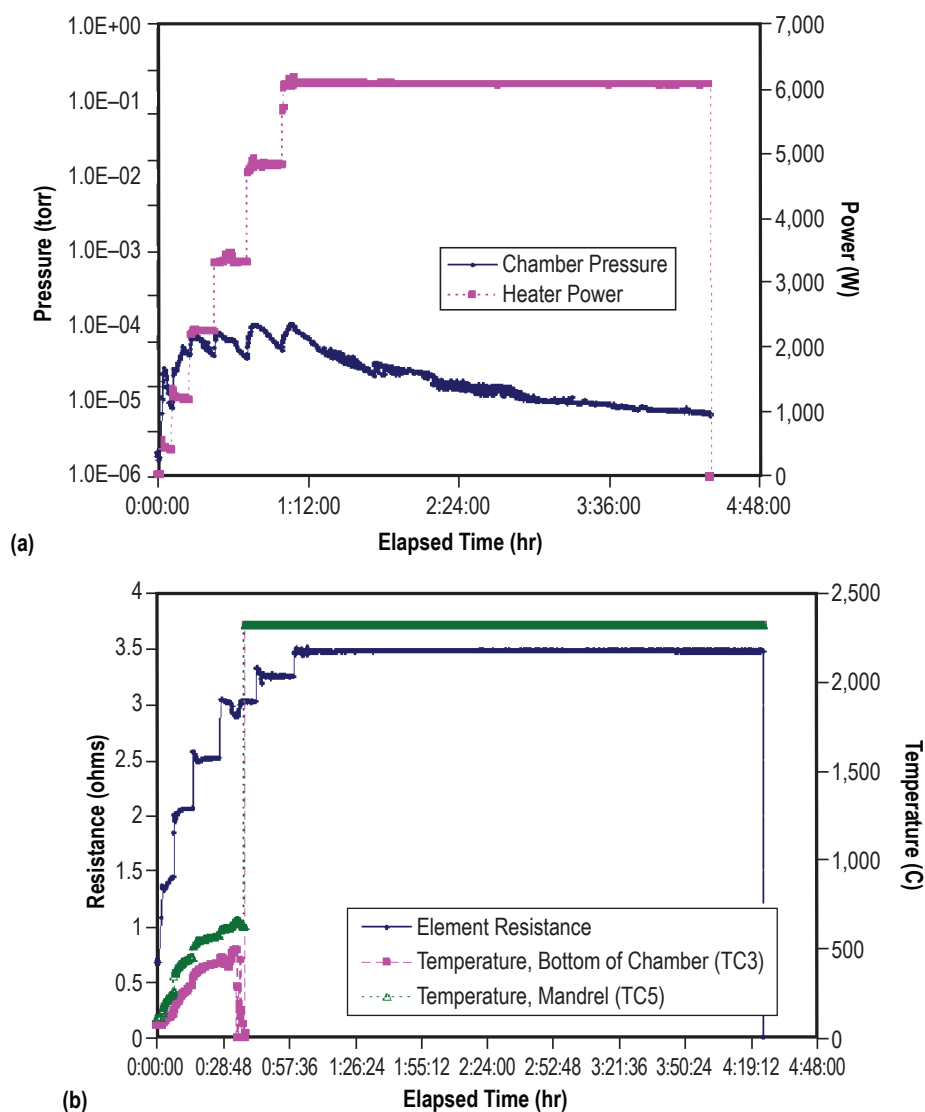 1.0E+00
1.0E–01
1.0E–02
1.0E–03
1.0E–04
1.0E–05
1.0E–06
Pressure (torr)
7,000
6,000
5,000
4,000
3,000
2,000
1,000
0
Power (W)
Chamber Pressure
Heater Power
0:00:00 1:12:00 2:24:00 3:36:00 4:48:00
Elapsed Time (hr)
(a)
4
3.5
3
2.5
2
1.5
1
0.5
0
Resistance (ohms)
2,500
2,000
1,500
1,000
500
0
Temperature (C)
Element Resistance
Temperature, Bottom of Chamber (TC3)
Temperature, Mandrel (TC5)
0:00:00 0:28:48 0:57:36 1:26:24 1:55:12 2:24:00 2:52:48 3:21:36 3:50:24 4:19:12 4:48:00
Elapsed Time (hr)
(b)